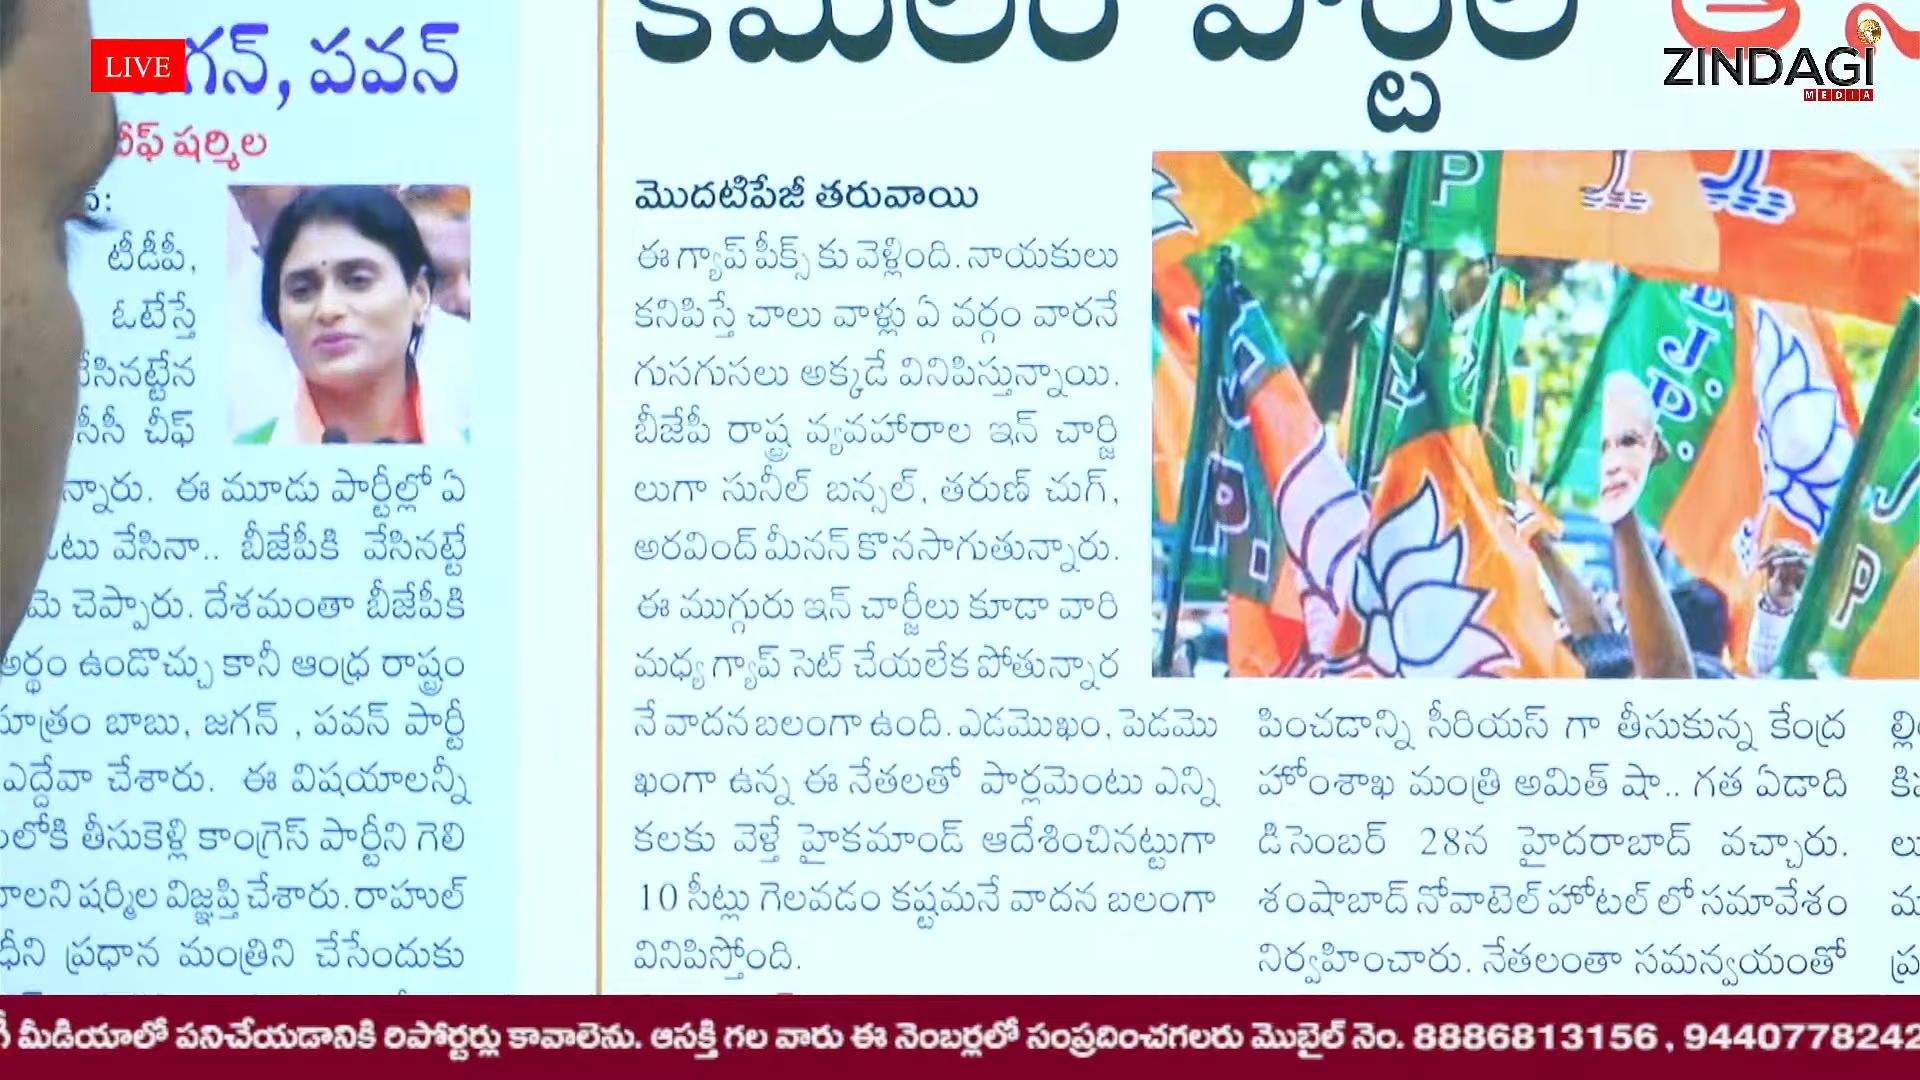 LIVE
ZINDAGI
MEDIA
పవన్
చీఫ్ షర్మిల
టీడీపీ,
ఓటేస్తే
చీఫ్
న్నారు. ఈ మూడు పార్టీల్లో ఏ
వేసినా.. బీజేపీకి వేసినట్టే
చెప్పారు. దేశమంతా బీజేపీకి
అర్థం ఉండొచ్చు కానీ ఆంధ్ర రాష్ట్రం
బాబు, జగన్ , పవన్ పార్టీ
చేశారు. ఈ విషయాలన్నీ
తీసుకెళ్లి కాంగ్రెస్ పార్టీని గెలి
షర్మిల విజ్ఞప్తి చేశారు. రాహుల్
ప్రధాన మంత్రిని చేసేందుకు
మొదటిపేజీ తరువాయి
ఈ గ్యాప్ పీక్స్ కు వెళ్లింది. నాయకులు
కనిపిస్తే చాలు వాళ్లు ఏ వర్గం వారనే
గుసగుసలు అక్కడే వినిపిస్తున్నాయి.
బీజేపీ రాష్ట్ర వ్యవహారాల ఇన్ చార్జి
లుగా సునీల్ బన్సల్, తరుణ్ చుగ్,
అరవింద్ మీనన్ కొనసాగుతున్నారు.
ఈ ముగ్గురు ఇన్ చార్జీలు కూడా వారి
మధ్య గ్యాప్ సెట్ చేయలేక పోతున్నార
నే వాదన బలంగా ఉంది. ఎడమొఖం, పెడమొ
ఖంగా ఉన్న ఈ నేతలతో పార్లమెంటు ఎన్ని
కలకు వెళ్తే హైకమాండ్ ఆదేశించినట్టుగా
10 సీట్లు గెలవడం కష్టమనే వాదన బలంగా
వినిపిస్తోంది.
పించడాన్ని సీరియస్ గా తీసుకున్న కేంద్ర
హోంశాఖ మంత్రి అమిత్ షా.. గత ఏడాది
డిసెంబర్ 28న హైదరాబాద్ వచ్చారు.
శంషాబాద్ నోవాటెల్ హోటల్ లో సమావేశం
నిర్వహించారు. నేతలంతా సమన్వయంతో
మీడియాలో పనిచేయడానికి రిపోర్టర్లు కావాలెను. ఆసక్తి గల వారు ఈ నెంబర్లలో సంప్రదించగలరు మొబైల్ నెం. 8886813156 , 9440778242